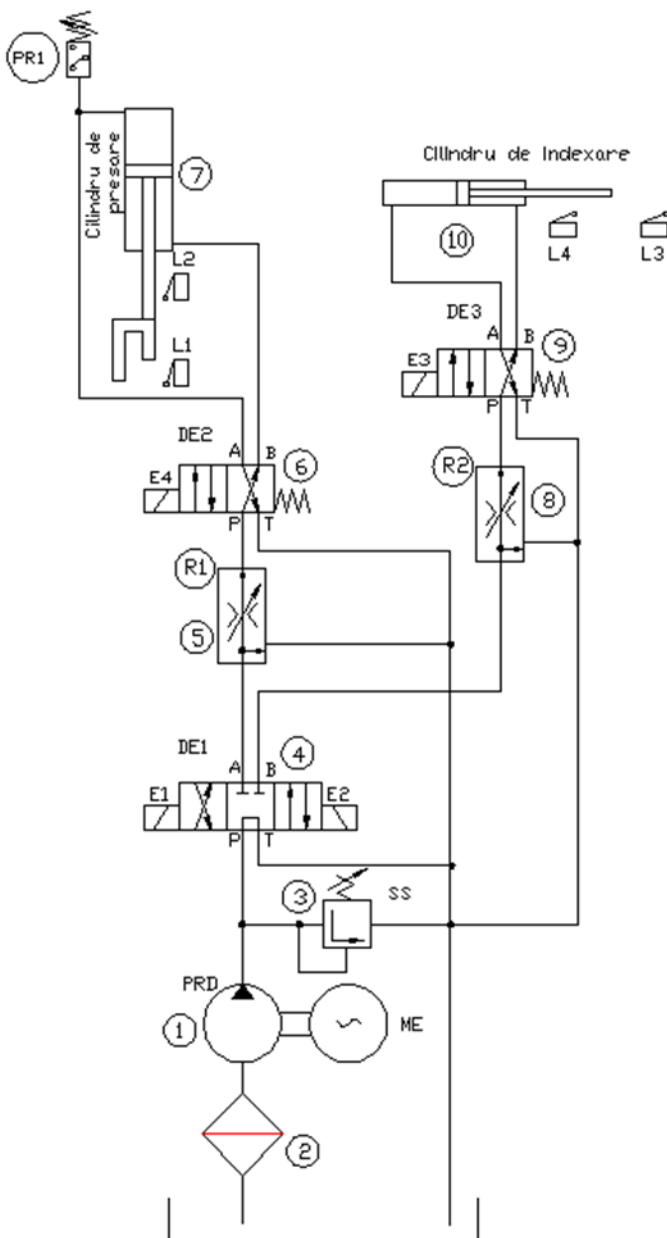 PR1
Cilindru de
presare
7
Cilindru de indexare
10
L2
L4
L3
DE3
A
B
9
E3
L1
P
T
DE2
A
B
6
E4
R2
8
P
T
R1
5
DE1
A
B
4
E1
E2
P
T
3
SS
PRD
1
ME
2